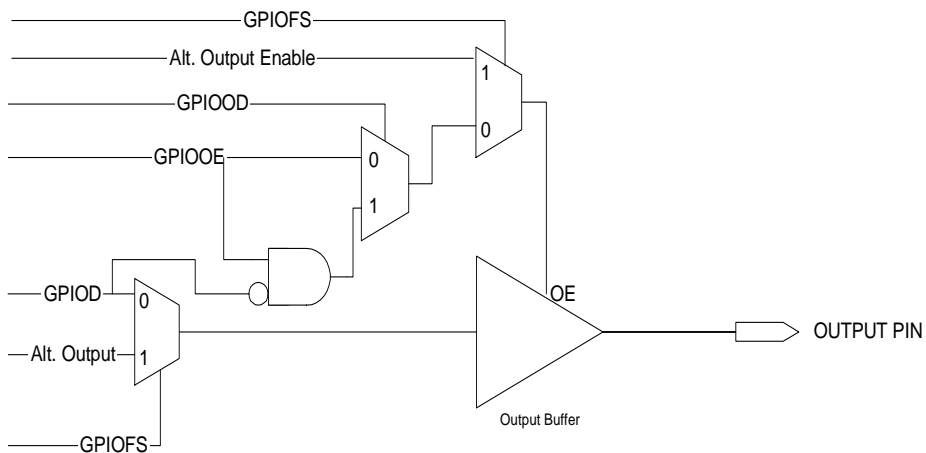 GPIOFS
Alt. Output Enable
1
GPIOOD
0
GPIOOE
0
1
OE
GPIOD
0
OUTPUT PIN
Alt. Output
1
Output Buffer
GPIOFS